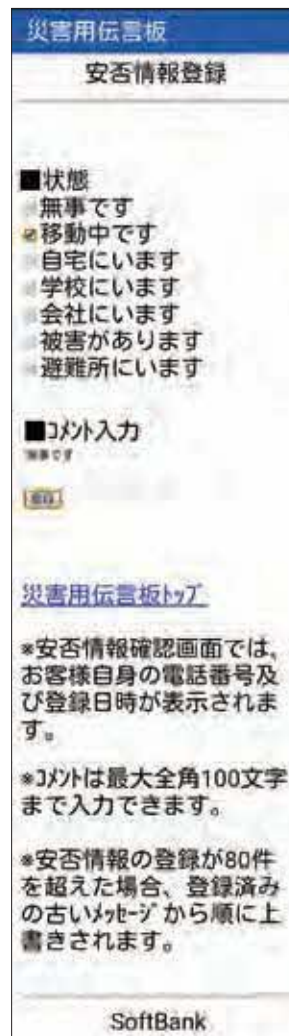 災害用伝言板
安否情報登録
■状態
無事です
移動中です
自宅にいます
学校にいます
会社にいます
被害があります
避難所にいます
■ｺﾒﾝﾄ入力
無事です
災害用伝言板ﾄｯﾌﾟ
*安否情報確認画面では、
お客様自身の電話番号及
び登録日時が表示されま
す。
*ｺﾒﾝﾄは最大全角100文字
まで入力できます。
*安否情報の登録が80件
を超えた場合、登録済み
の古いﾒｯｾｰｼﾞから順に上
書きされます。
SoftBank